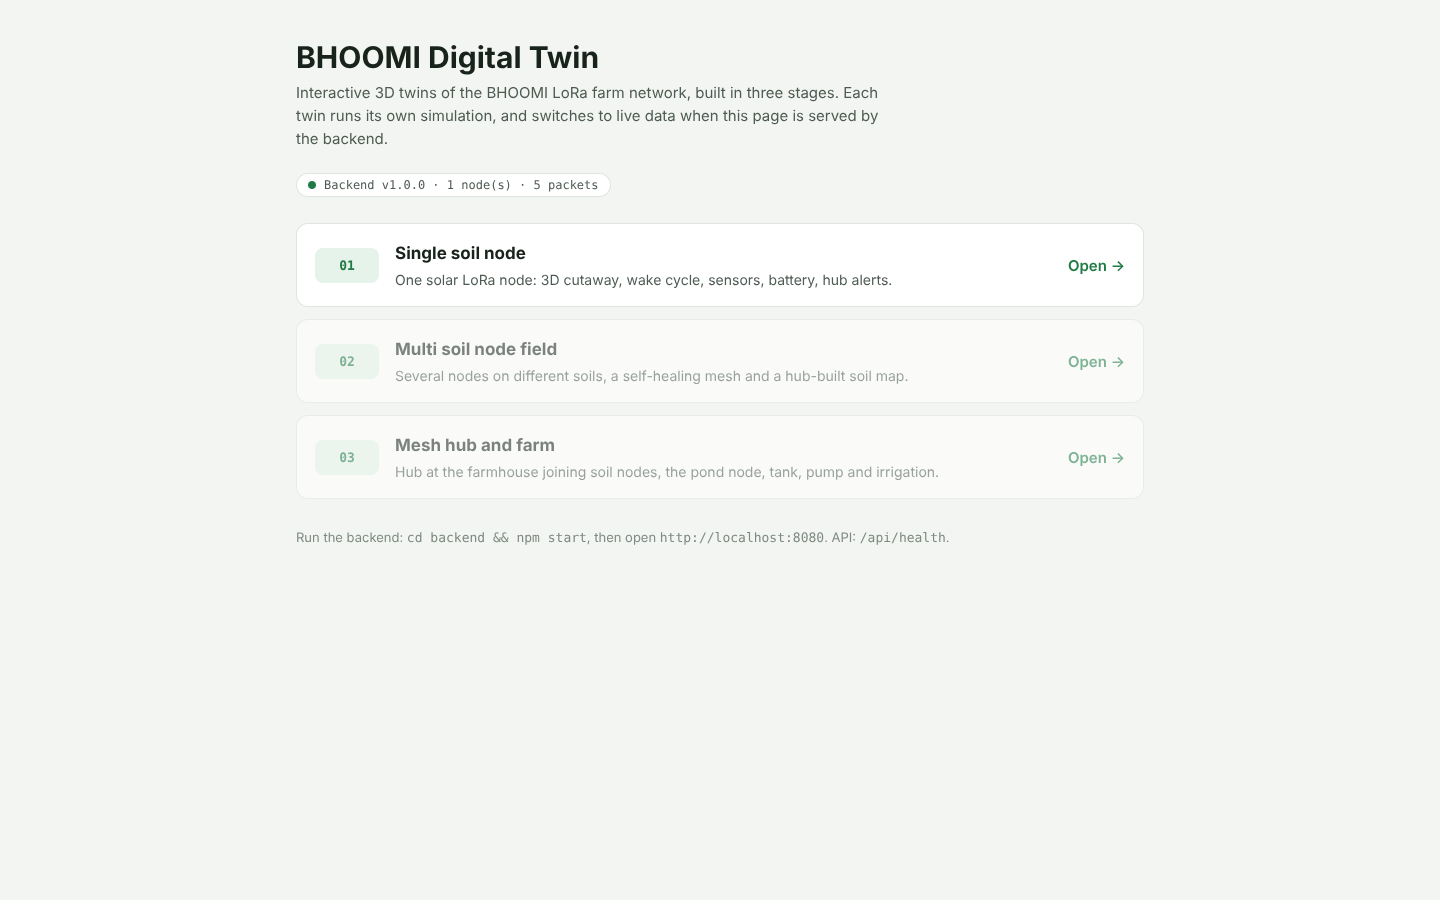 BHOOMI Digital Twin
Interactive 3D twins of the BHOOMI LoRa farm network, built in three stages. Each
twin runs its own simulation, and switches to live data when this page is served by
the backend.
Backend v1.0.0 · 1 node(s) · 5 packets
01
Single soil node
One solar LoRa node: 3D cutaway, wake cycle, sensors, battery, hub alerts.
Open →
02
Multi soil node field
Several nodes on different soils, a self-healing mesh and a hub-built soil map.
Open →
03
Mesh hub and farm
Hub at the farmhouse joining soil nodes, the pond node, tank, pump and irrigation.
Open →
Run the backend: cd backend && npm start, then open http://localhost:8080. API: /api/health.